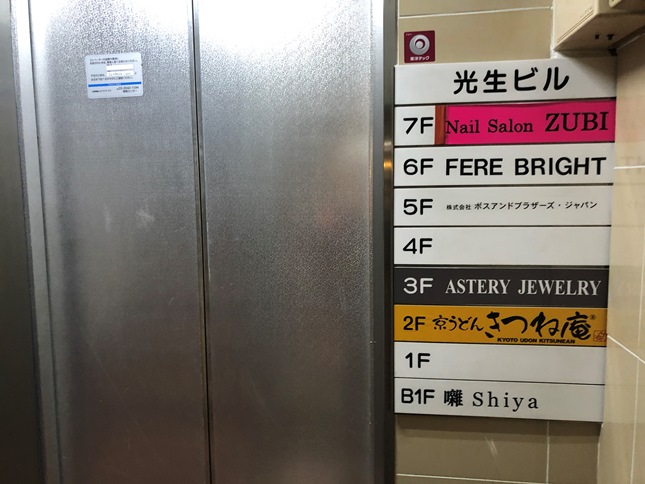 光生ビル
7F Nail Salon ZUBI
6F FERE BRIGHT
5F 株式会社 ボスアンドブラザーズ・ジャパン
4F
3F ASTERY JEWELRY
2F 京うどん きつね庵®
KYOTO UDON KITSUNEAN
1F
B1F 囃 Shiya